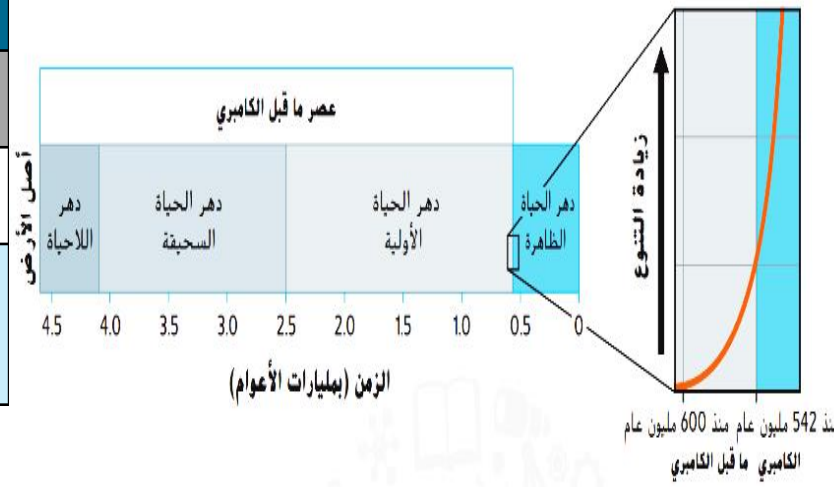 عصر ما قبل الكامبري
أصل الأرض
دهر اللاحياة
دهر الحياة السحيقة
دهر الحياة الأولية
دهر الحياة الظاهرة
4.5 4.0 3.5 3.0 2.5 2.0 1.5 1.0 0.5 0
الزمن (بمليارات الأعوام)
زيادة التنوع
منذ 542 مليون عام منذ 600 مليون عام
الكامبري ما قبل الكامبري